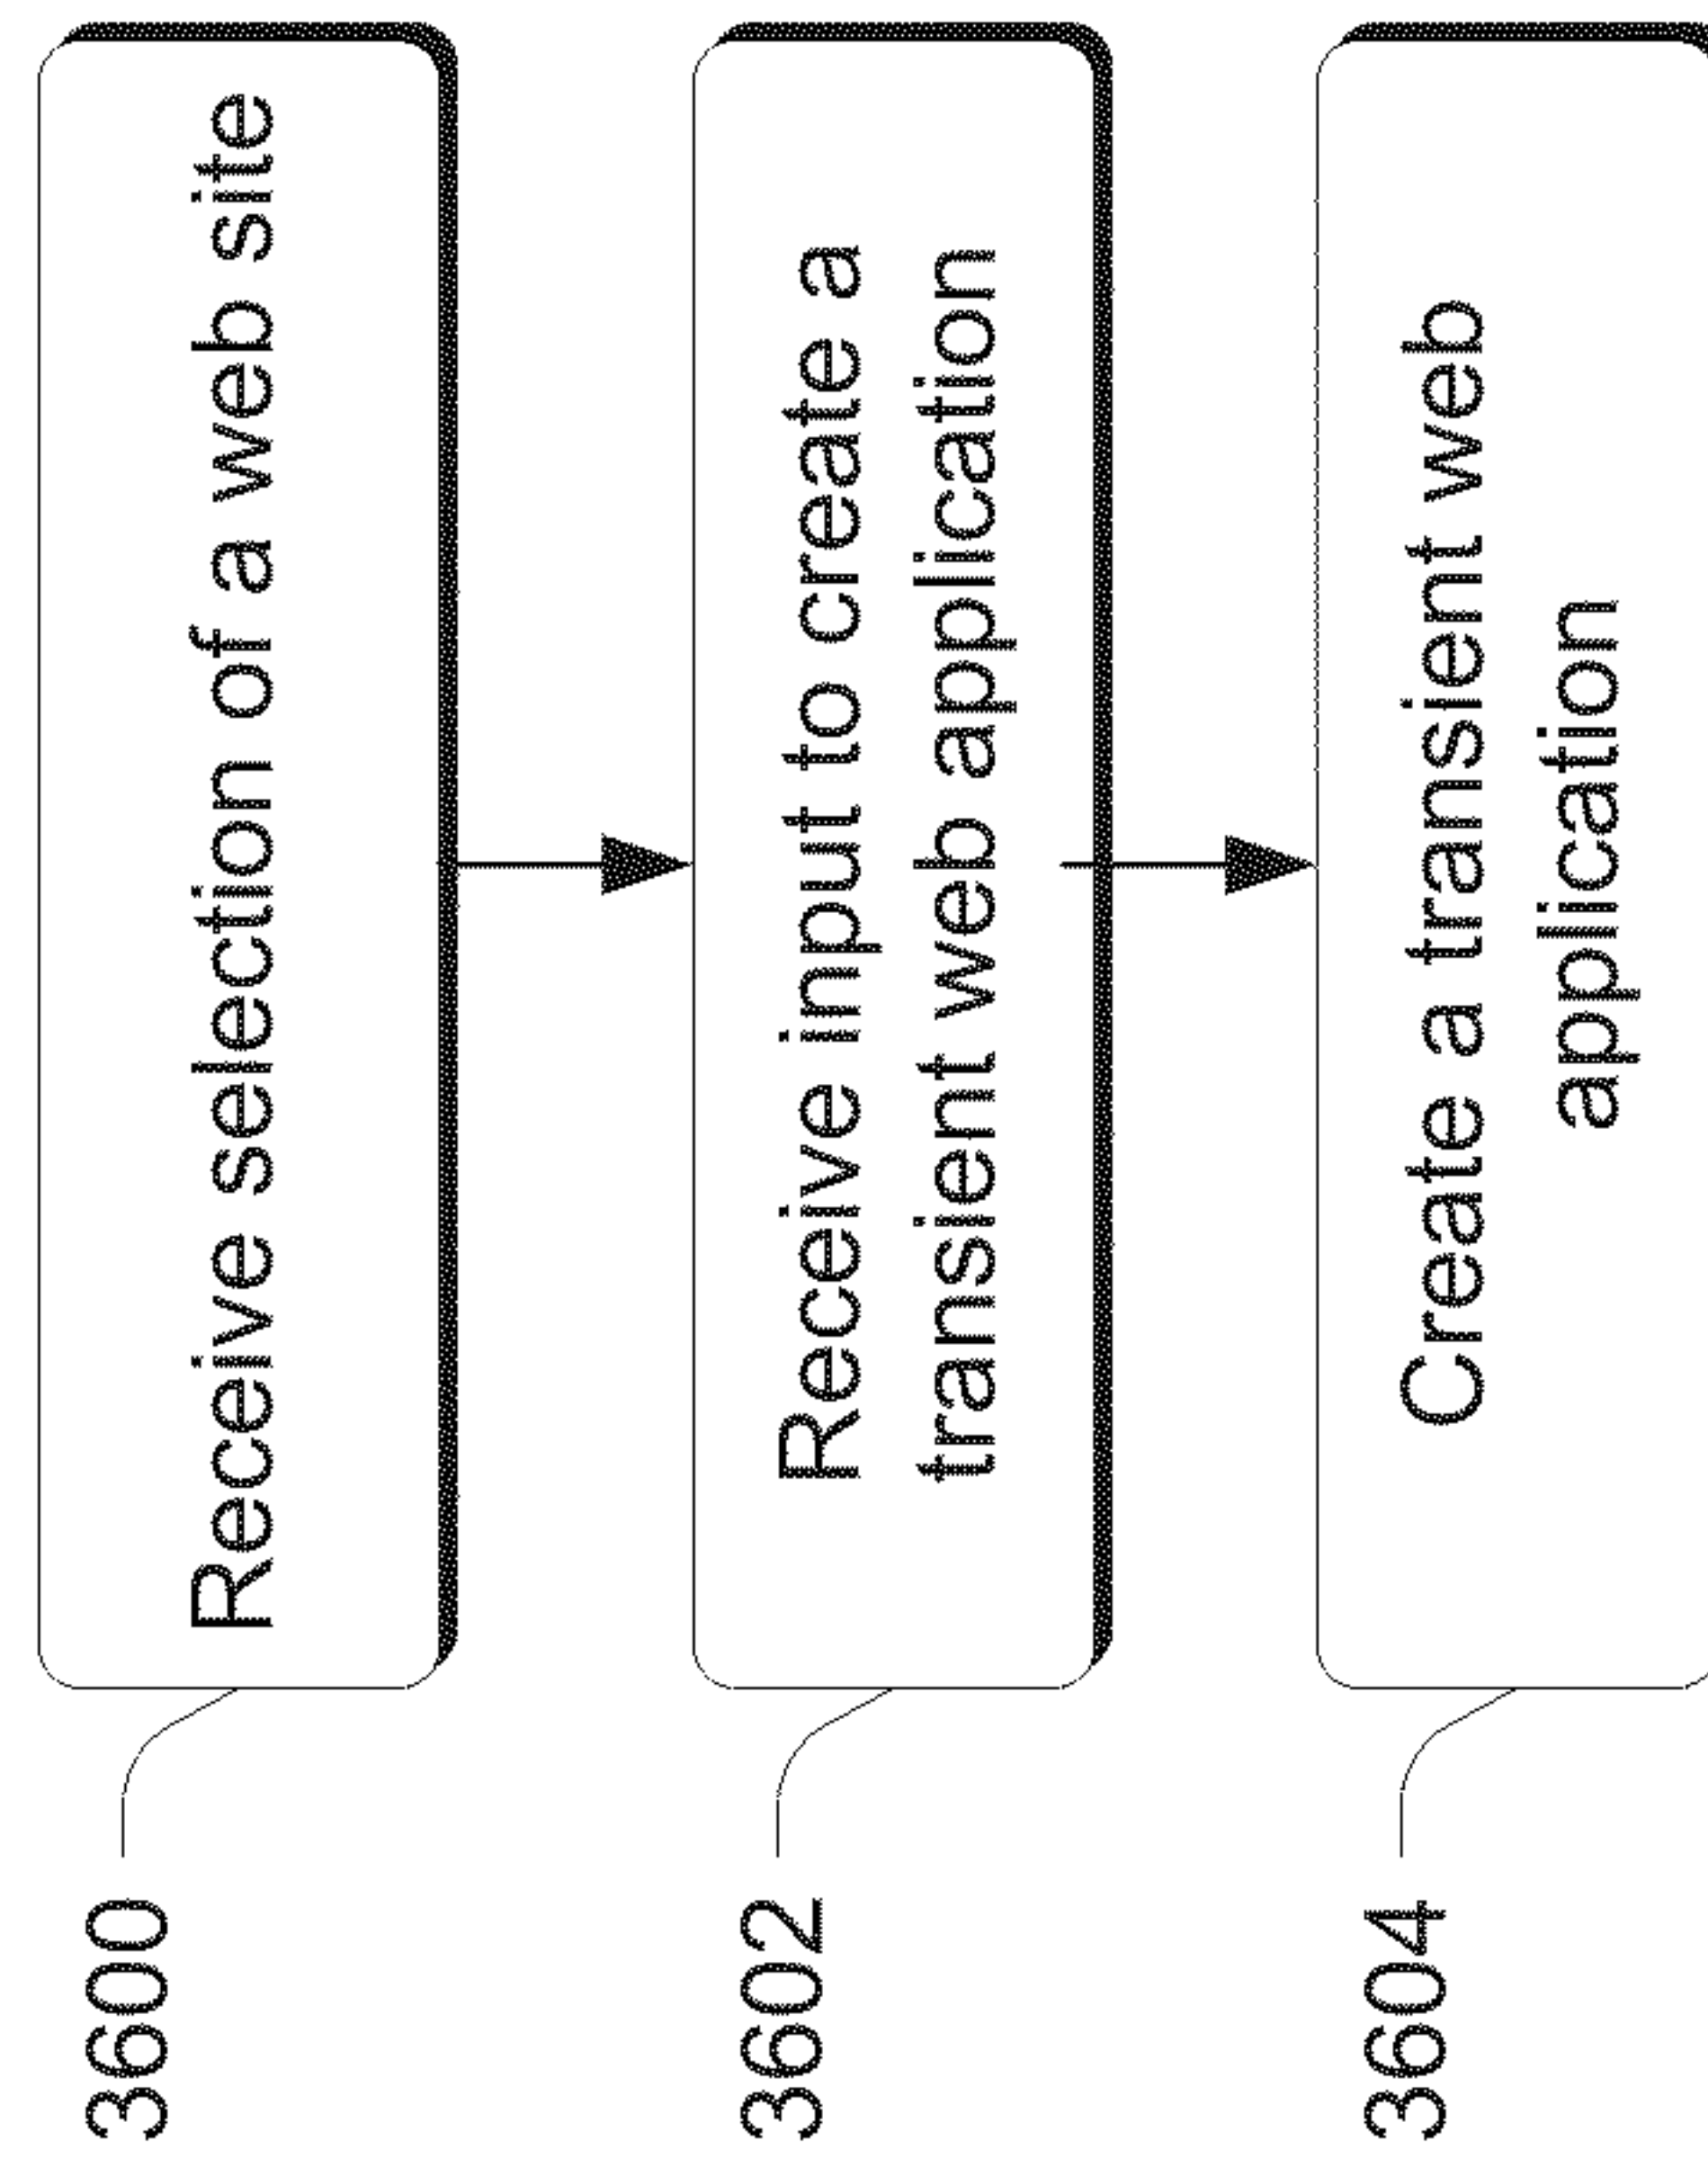 3600
Receive selection of a web site
3602
Receive input to create a
transient web application
3604
Create a transient web
application